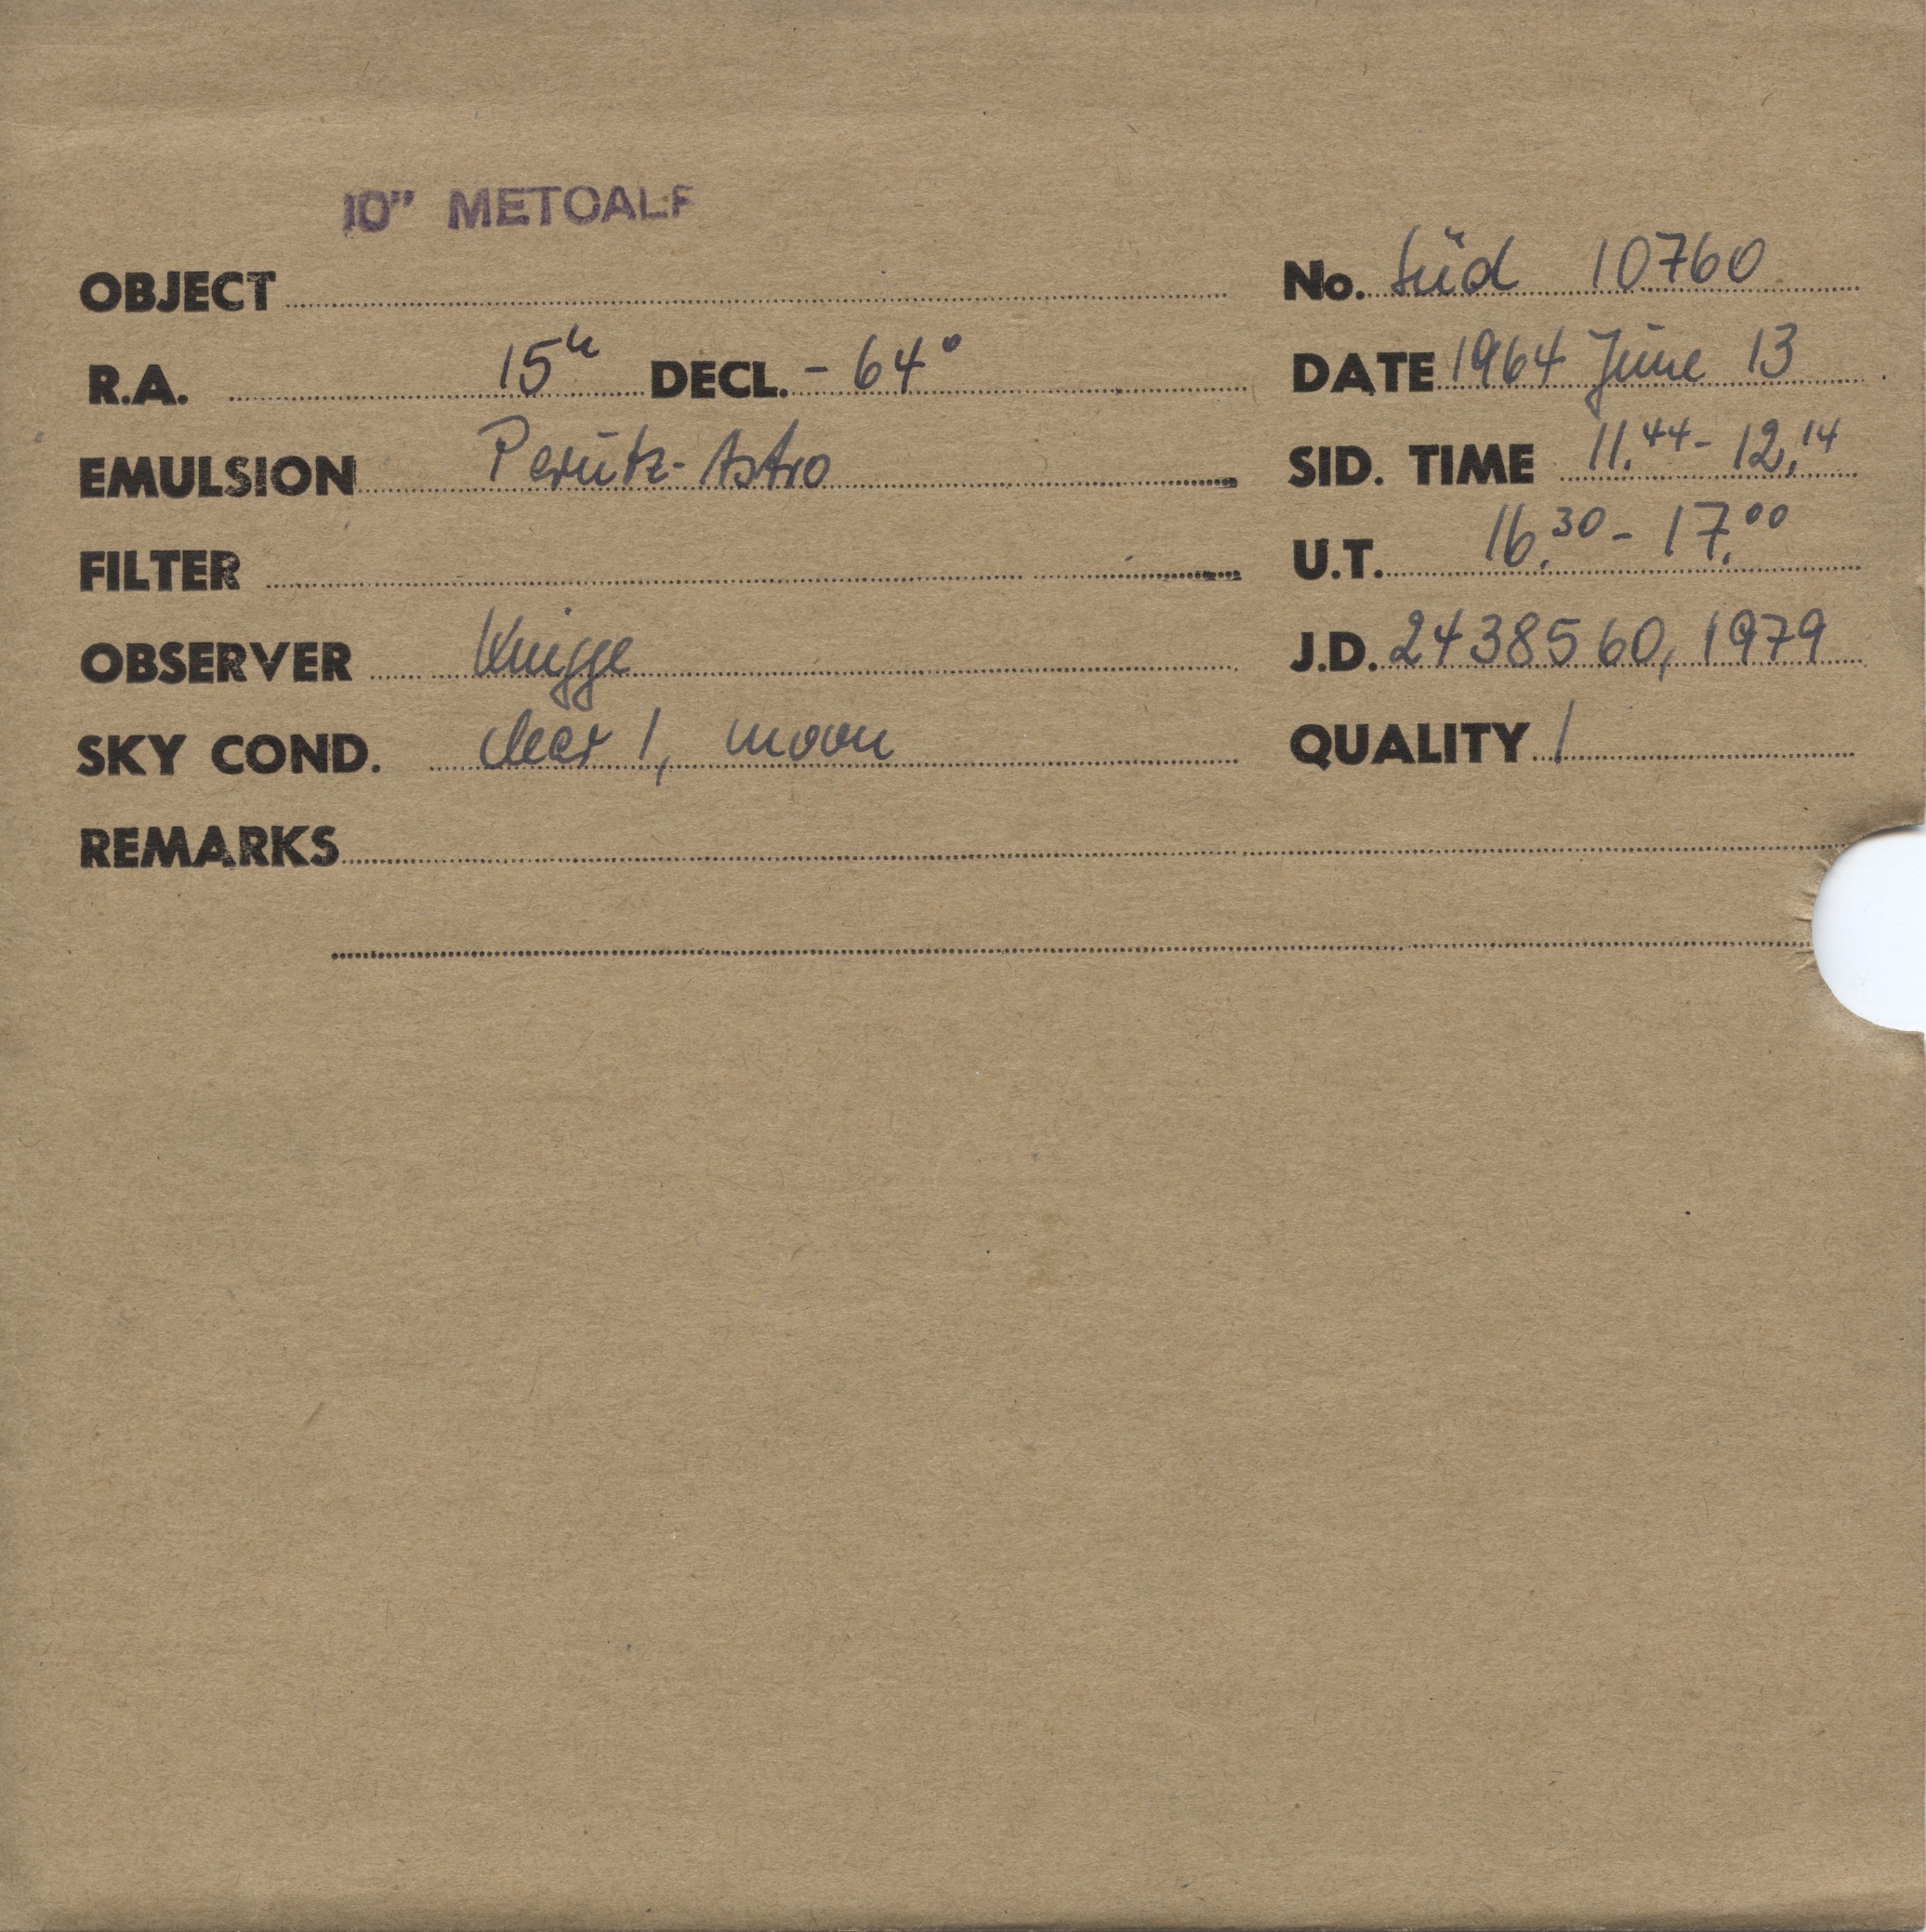 10" METCALF
OBJECT No. Süd 10760
R.A. 15h DECL. - 64° DATE 1964 June 13
EMULSION Perutz-Astro SID. TIME 11.44 - 12.14
FILTER U.T. 16.30 - 17.00
OBSERVER Knigge J.D. 2438560,1979
SKY COND. clear 1, moon QUALITY 1
REMARKS